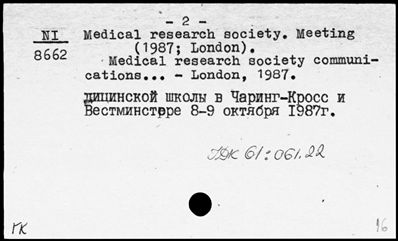 - 2 -
NI
8662
Medical research society. Meeting
(1987; London).
Medical research society communi-
cations... - London, 1987.
дицинской школы в Чаринг-Кросс и
Вестминстере 8-9 октября 1987г.
УДК 61:061.22
ГК
16